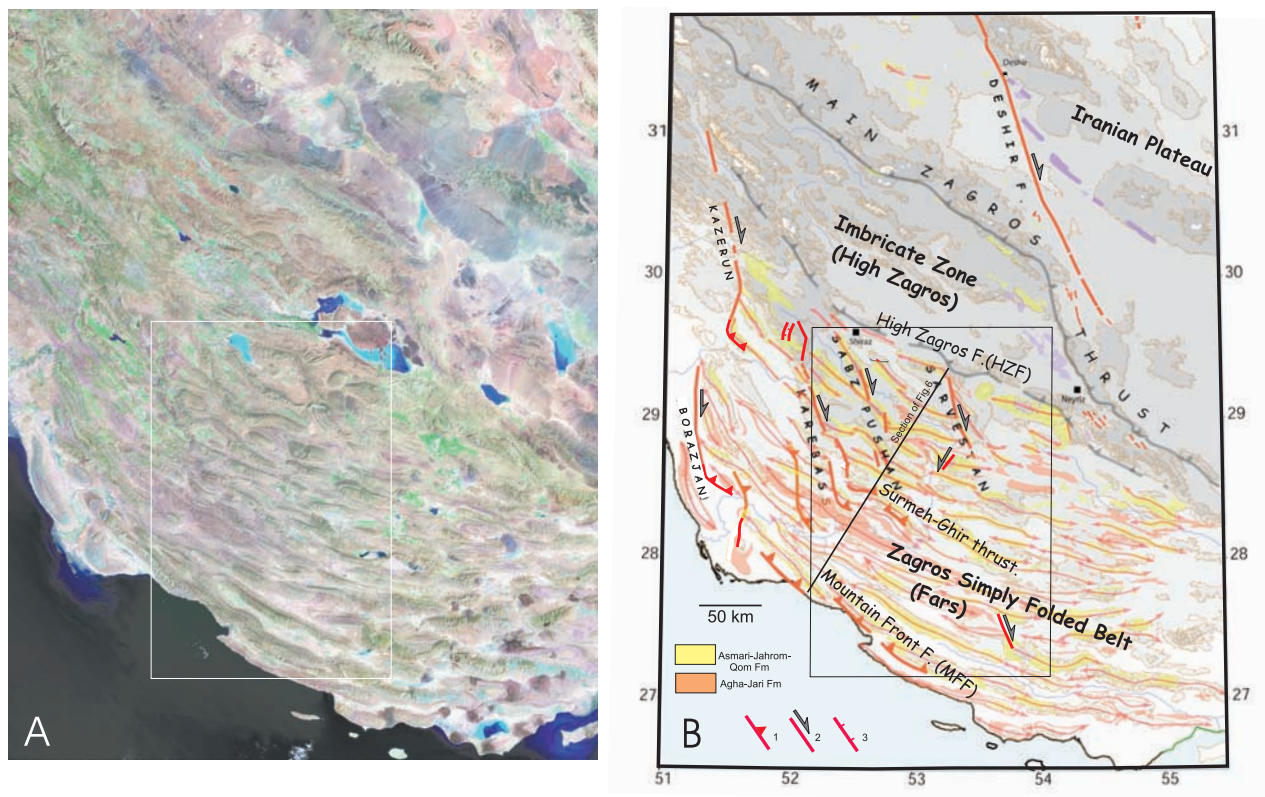 A
Deshir
DESHIR F.
Iranian Plateau
31
31
MAIN ZAGROS THRUST
KAZERUN
Imbricate Zone
(High Zagros)
30
30
High Zagros F.(HZF)
Shiraz
SABZ PUSHAN
SARVESTAN
Neyriz
29
29
BORAZJAN
KAREBASS
Section of Fig.6
Surmeh-Ghir thrust.
28
28
Zagros Simply Folded Belt
(Fars)
Mountain Front F. (MFF)
50 km
Asmari-Jahrom-
Qom Fm
Agha-Jari Fm
27
27
B
1
2
3
51
52
53
54
55